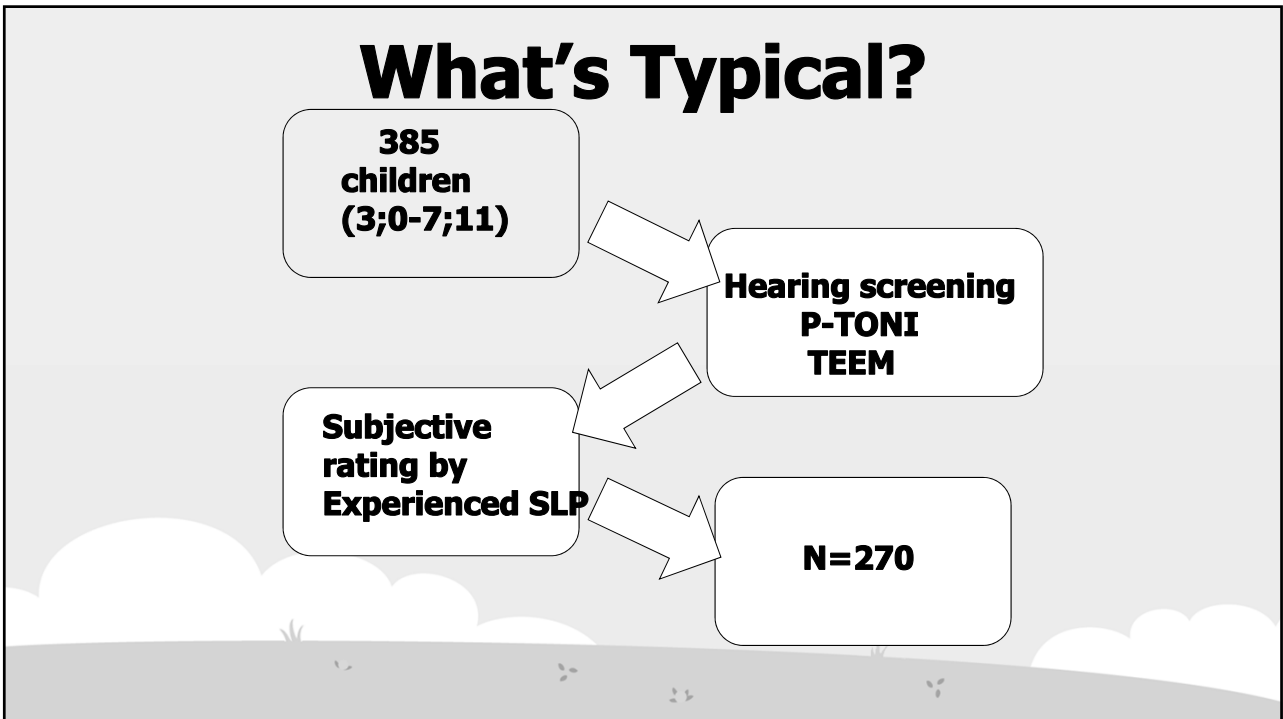 What’s Typical?
385
children
(3;0-7;11)
Hearing screening
P-TONI
TEEM
Subjective
rating by
Experienced SLP
N=270